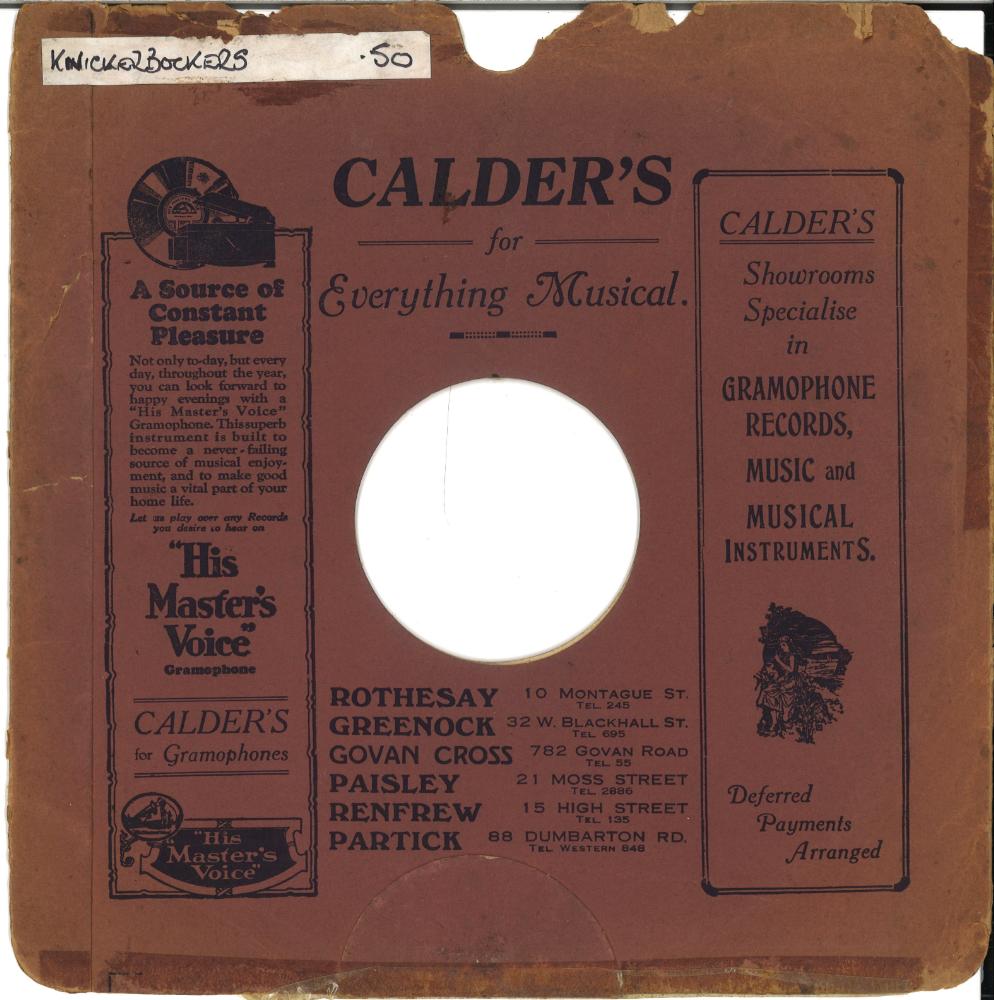 KNICKERBOCKERS .50
CALDER'S
for
Everything Musical.
A Source of
Constant
Pleasure
Not only to-day, but every
day, throughout the year,
you can look forward to
happy evenings with a
"His Master's Voice"
Gramophone. This superb
instrument is built to
become a never-failing
source of musical enjoy-
ment, and to make good
music a vital part of your
home life.
Let us play over any Records
you desire to hear on
"His
Master's
Voice"
Gramophone
CALDER'S
for Gramophones
"His
Master's
Voice"
ROTHESAY 10 MONTAGUE ST.
TEL. 245
GREENOCK 32 W. BLACKHALL ST.
TEL 695
GOVAN CROSS 782 GOVAN ROAD
TEL. 55
PAISLEY 21 MOSS STREET
TEL. 2886
RENFREW 15 HIGH STREET
TEL. 135
PARTICK 88 DUMBARTON RD.
TEL WESTERN 848
CALDER'S
Showrooms
Specialise
in
GRAMOPHONE
RECORDS,
MUSIC and
MUSICAL
INSTRUMENTS.
Deferred
Payments
Arranged